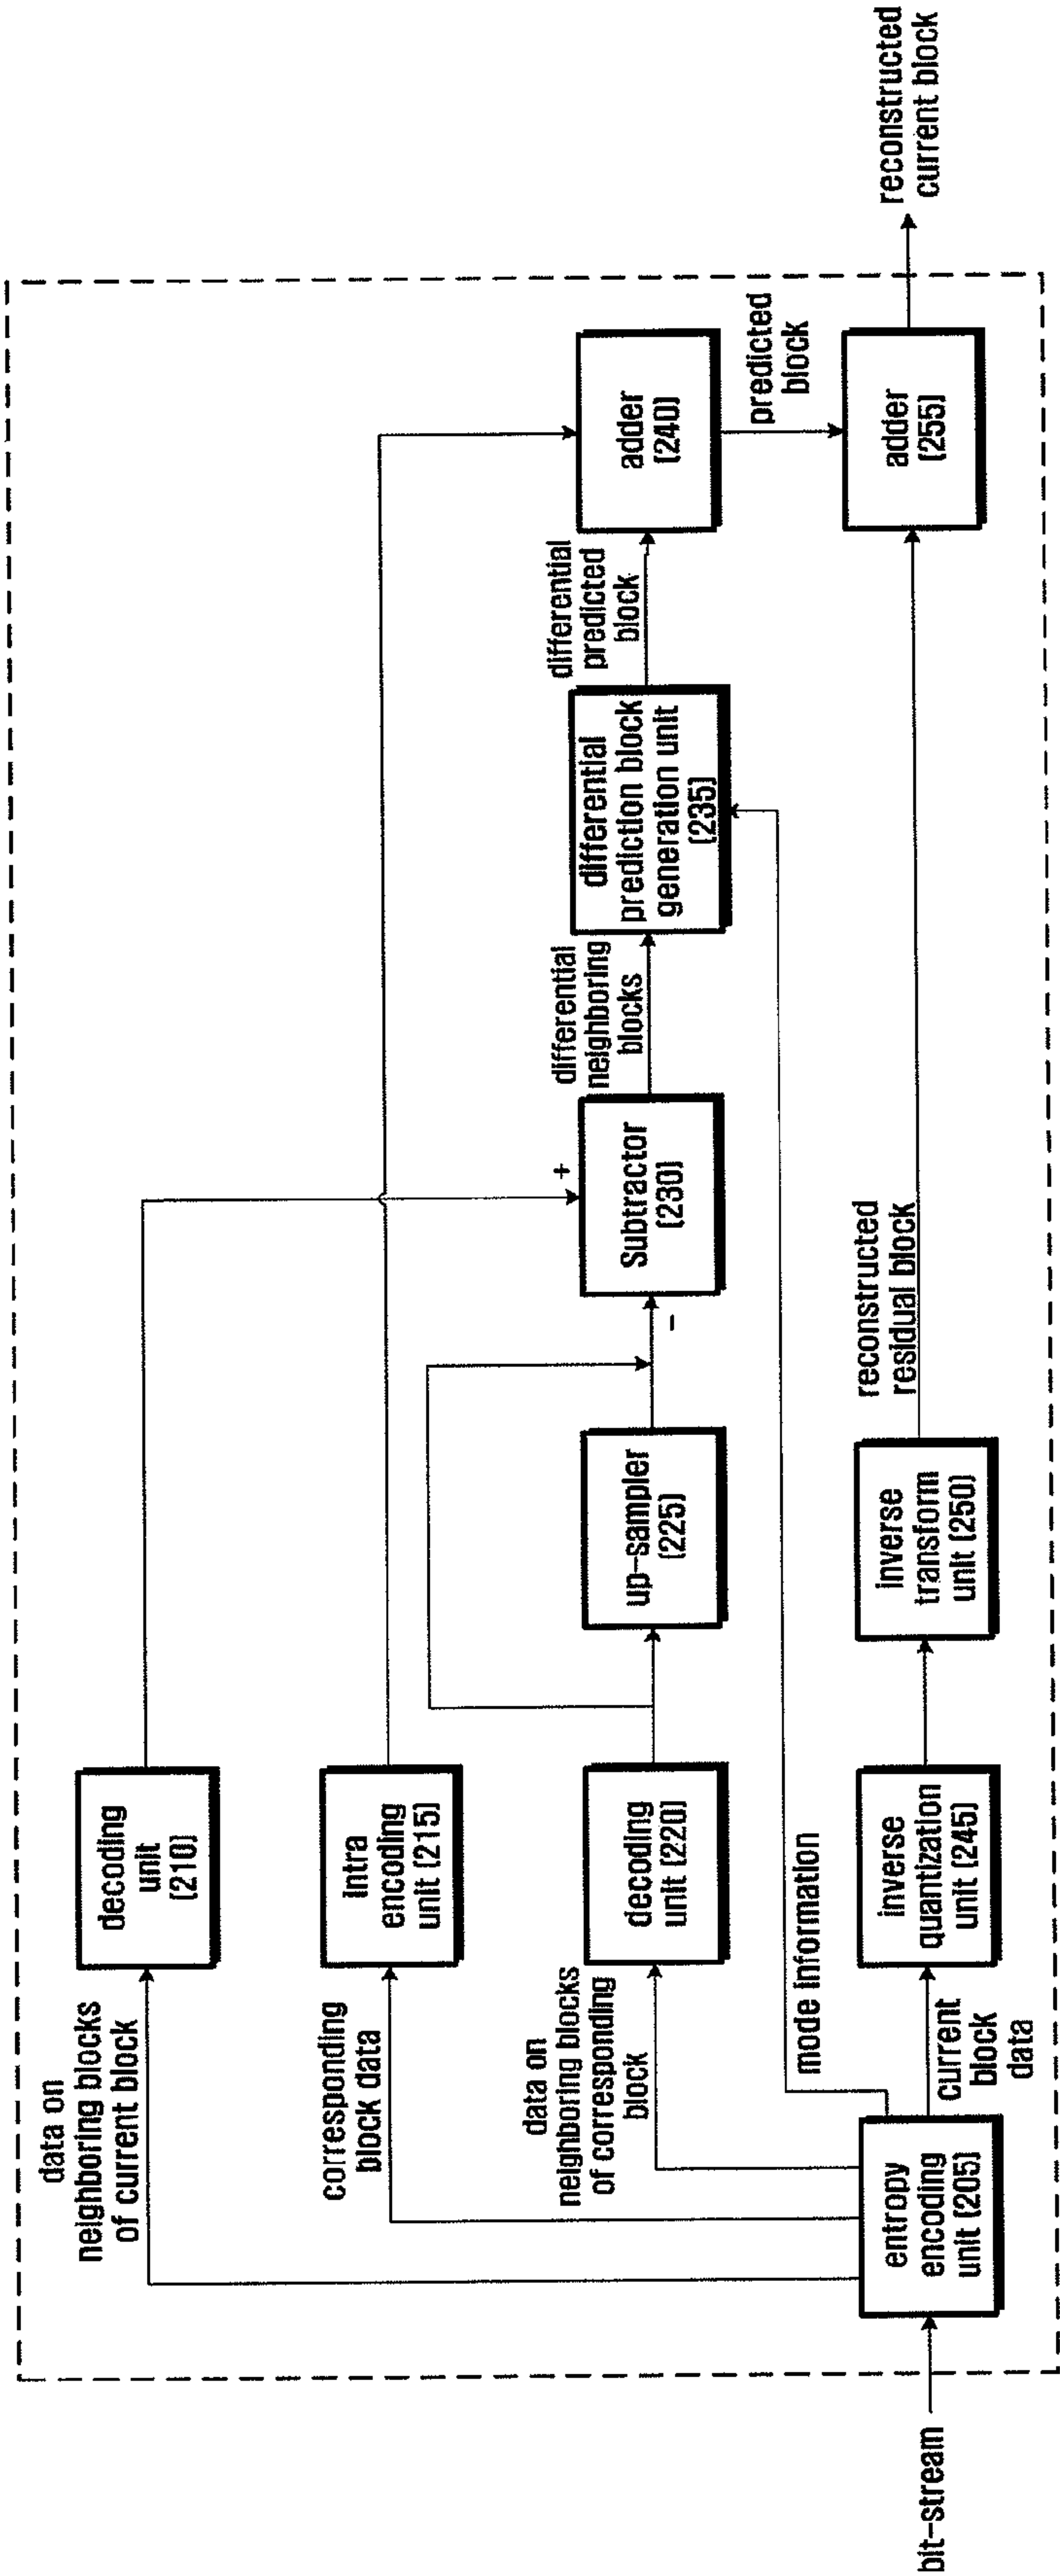 data on
neighboring blocks
of current block
decoding
unit
(210)
corresponding
block data
Intra
encoding
unit (215)
data on
neighboring blocks
of corresponding
block
decoding
unit (220)
up-sampler
(225)
-
+
Subtractor
(230)
differential
neighboring
blocks
differential
prediction block
generation unit
(235)
differential
predicted
block
adder
(240)
predicted
block
mode information
bit-stream
entropy
encoding
unit (205)
current
block
data
inverse
quantization
unit (245)
inverse
transform
unit (250)
reconstructed
residual block
adder
(255)
reconstructed
current block